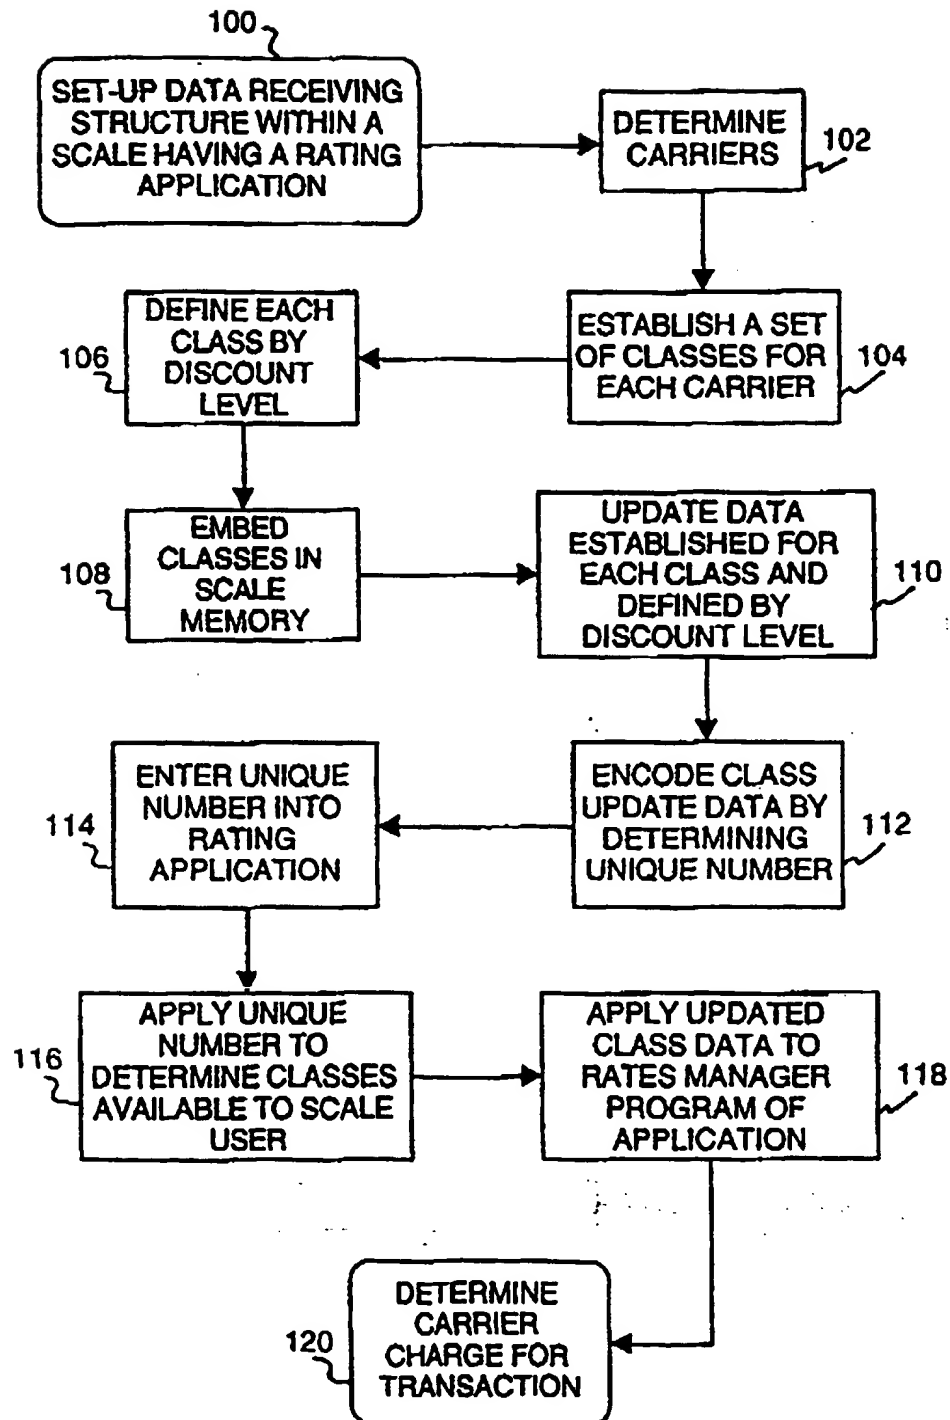 100
SET-UP DATA RECEIVING
STRUCTURE WITHIN A
SCALE HAVING A RATING
APPLICATION
DETERMINE
CARRIERS
102
ESTABLISH A SET
OF CLASSES FOR
EACH CARRIER
104
DEFINE EACH
CLASS BY
DISCOUNT
LEVEL
106
EMBED
CLASSES IN
SCALE
MEMORY
108
UPDATE DATA
ESTABLISHED FOR
EACH CLASS AND
DEFINED BY
DISCOUNT LEVEL
110
ENCODE CLASS
UPDATE DATA BY
DETERMINING
UNIQUE NUMBER
112
ENTER UNIQUE
NUMBER INTO
RATING
APPLICATION
114
APPLY UNIQUE
NUMBER TO
DETERMINE CLASSES
AVAILABLE TO SCALE
USER
116
APPLY UPDATED
CLASS DATA TO
RATES MANAGER
PROGRAM OF
APPLICATION
118
DETERMINE
CARRIER
CHARGE FOR
TRANSACTION
120